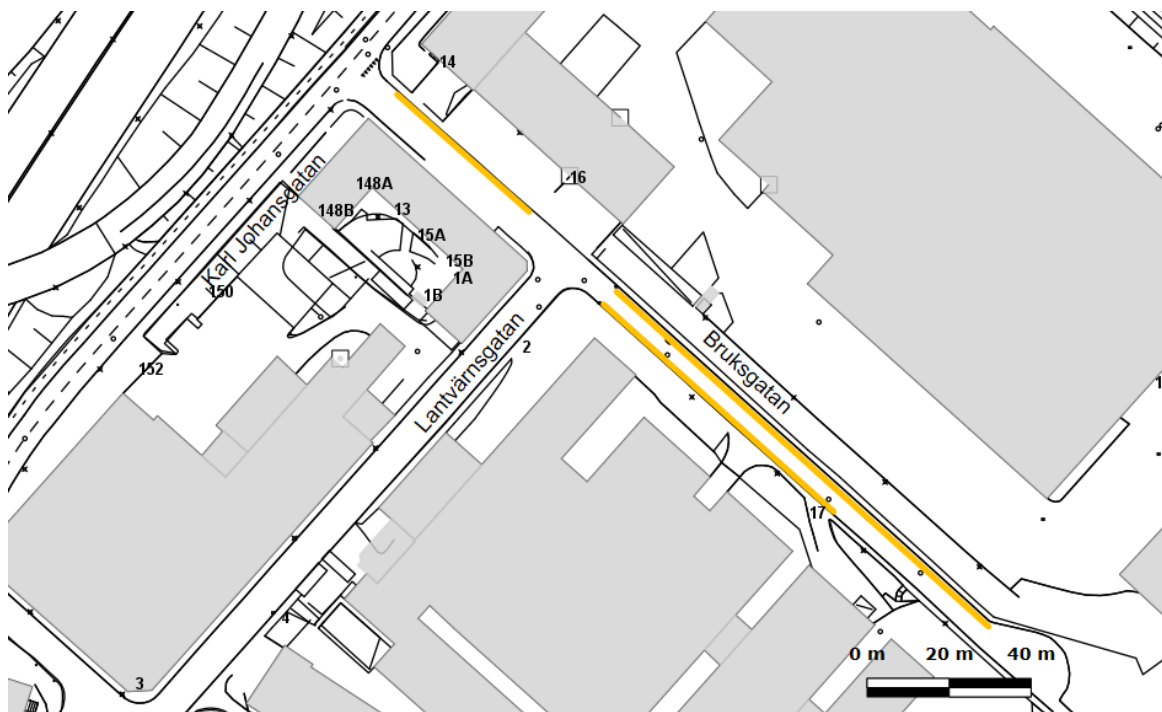 14
16
148A
148B
13
15A
15B
1A
1B
Karl Johansgatan
150
152
Lantvärnsgatan
2
Bruksgatan
17
4
3
1
0 m 20 m 40 m